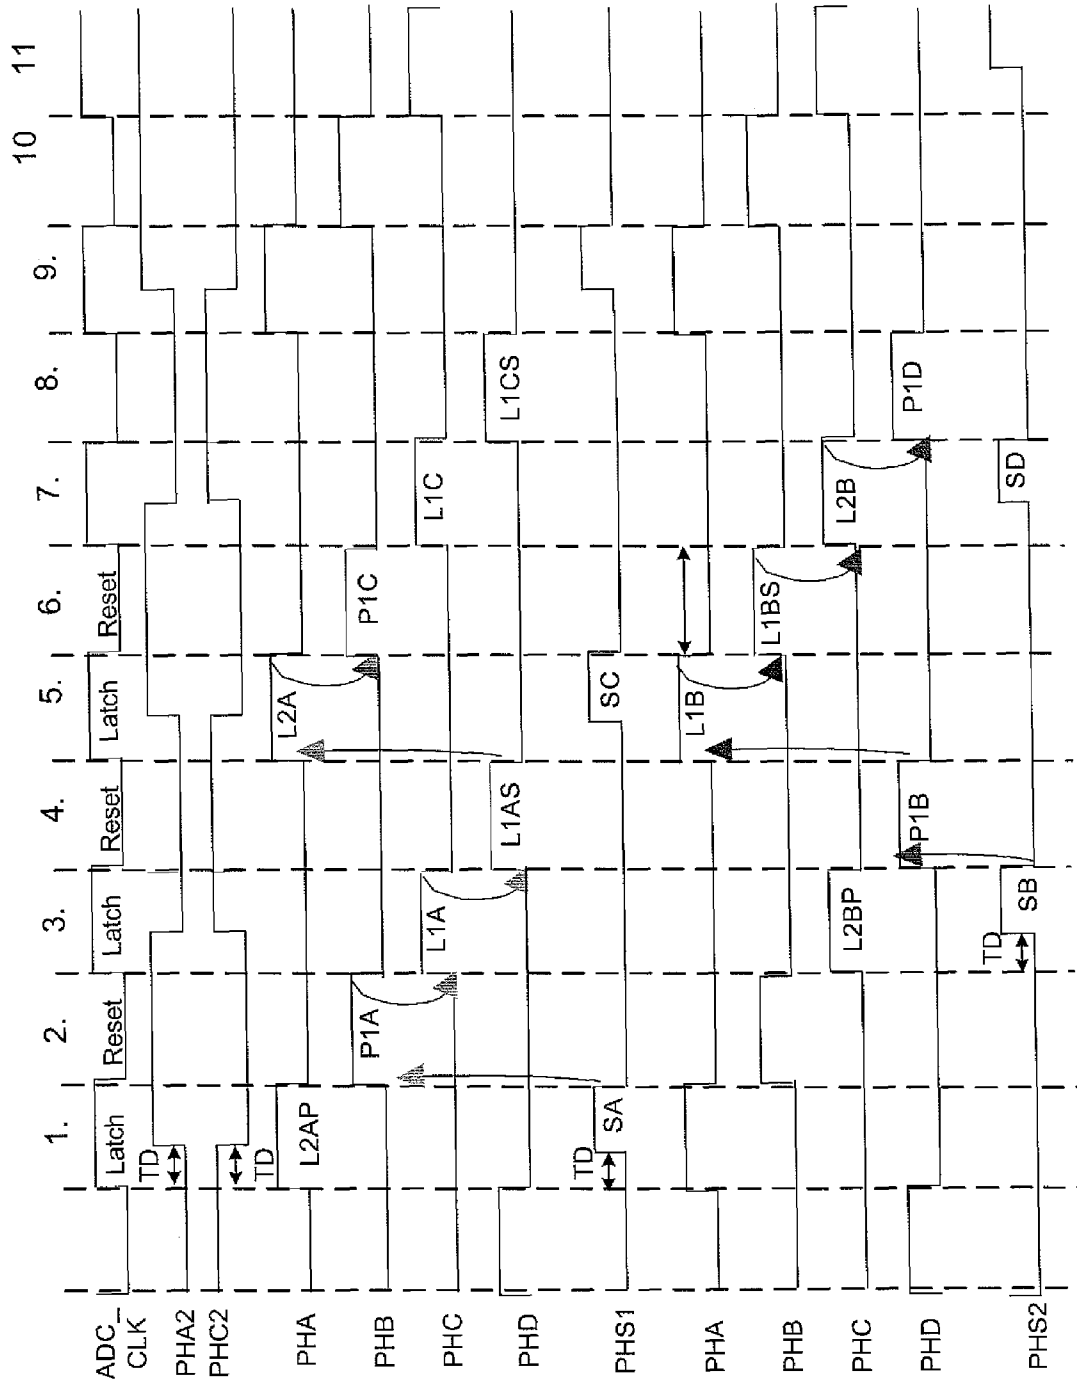 1. 2. 3. 4. 5. 6. 7. 8. 9. 10 11
ADC_
CLK
Latch Reset Latch Reset Latch Reset
PHA2
TD
PHC2
TD
PHA
L2AP L2A
PHB
P1A P1C
PHC
L1A L1C
PHD
L1AS L1CS
PHS1
TD SA SC
PHA
L1B
PHB
L1BS
PHC
L2BP L2B
PHD
P1B P1D
PHS2
TD SB SD